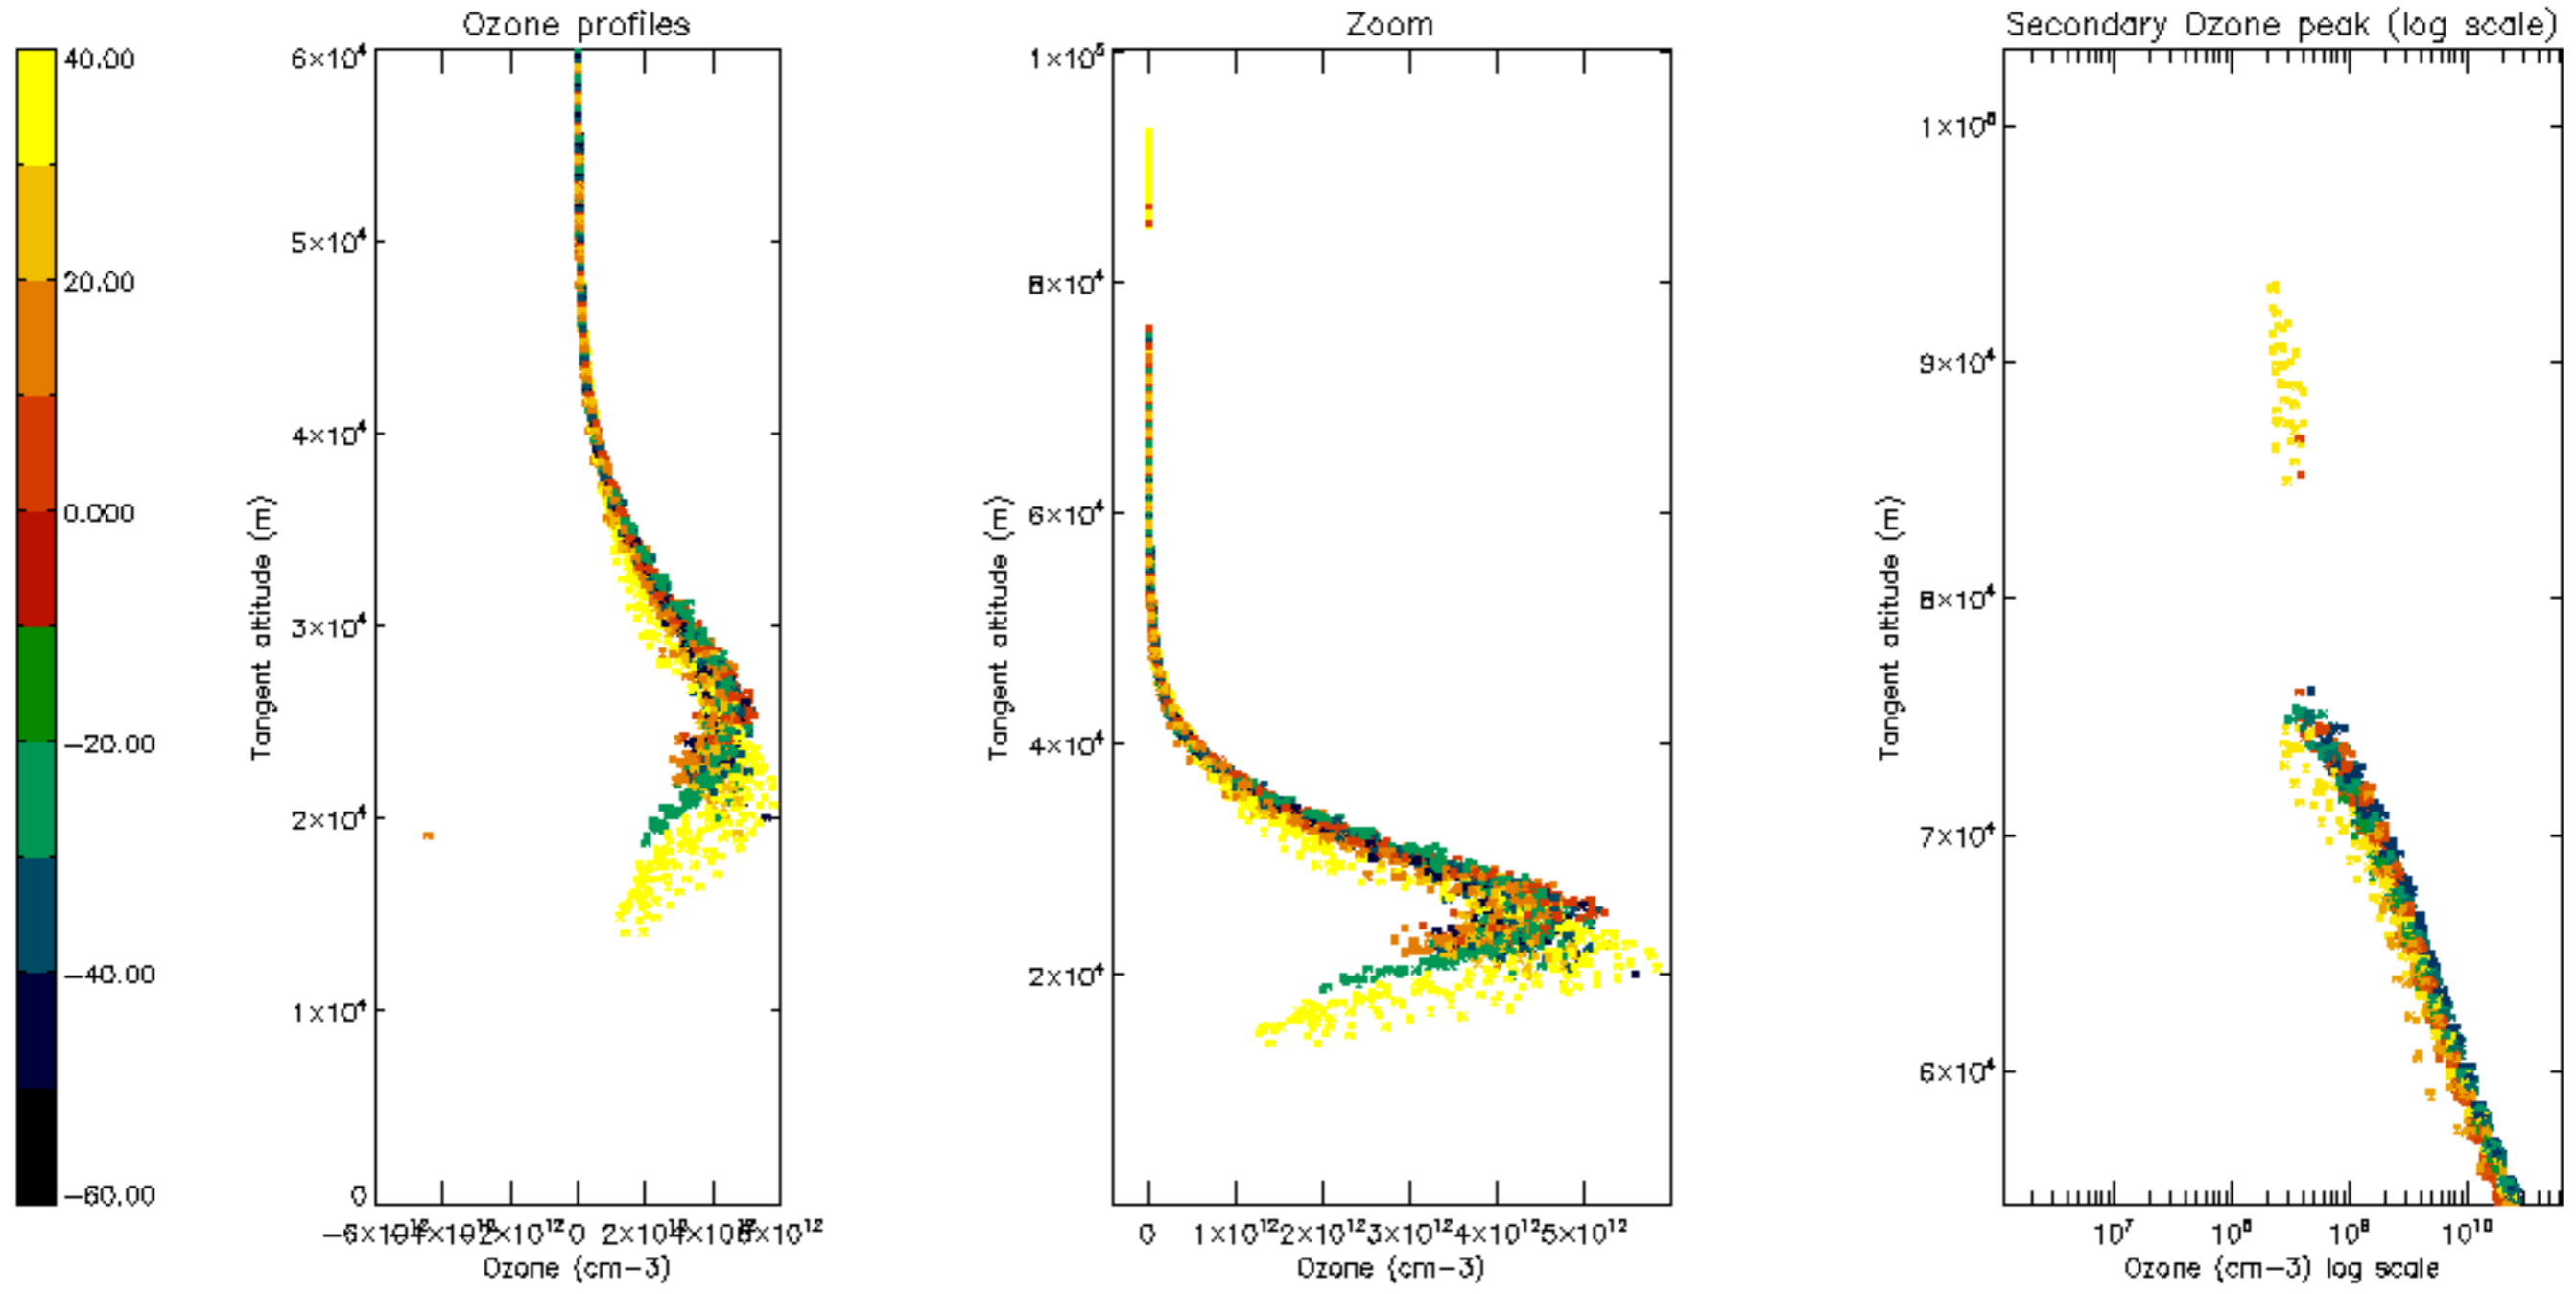 Ozone profiles
Zoom
Secondary Ozone peak (log scale)
40.00
20.00
0.000
−20.00
−40.00
−60.00
6×10⁴
5×10⁴
4×10⁴
3×10⁴
2×10⁴
1×10⁴
0
Tangent altitude (m)
0
Ozone (cm−3)
1×10⁵
8×10⁴
6×10⁴
4×10⁴
2×10⁴
Tangent altitude (m)
0 1×10¹² 2×10¹² 3×10¹² 4×10¹² 5×10¹²
Ozone (cm−3)
1×10⁵
9×10⁴
8×10⁴
7×10⁴
6×10⁴
Tangent altitude (m)
10⁷ 10⁸ 10⁹ 10¹⁰
Ozone (cm−3) log scale